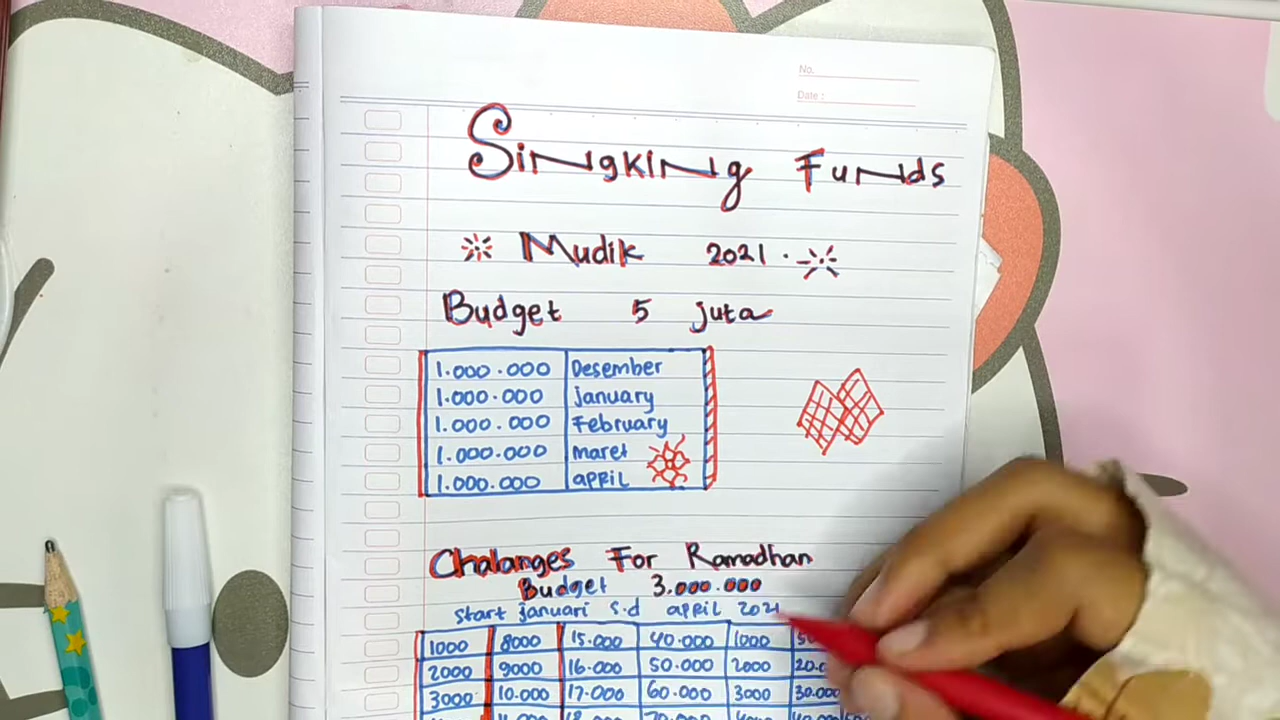 No.
Date :
Singking Funds
Mudik 2021.
Budget 5 juta
1.000.000 Desember
1.000.000 january
1.000.000 February
1.000.000 maret
1.000.000 april
Chalanges For Ramadhan
Budget 3.000.000
start januari s.d april 2021
1000 8000 15.000 40.000 1000
2000 9000 16.000 50.000 2000
3000 10.000 17.000 60.000 3000 30.000